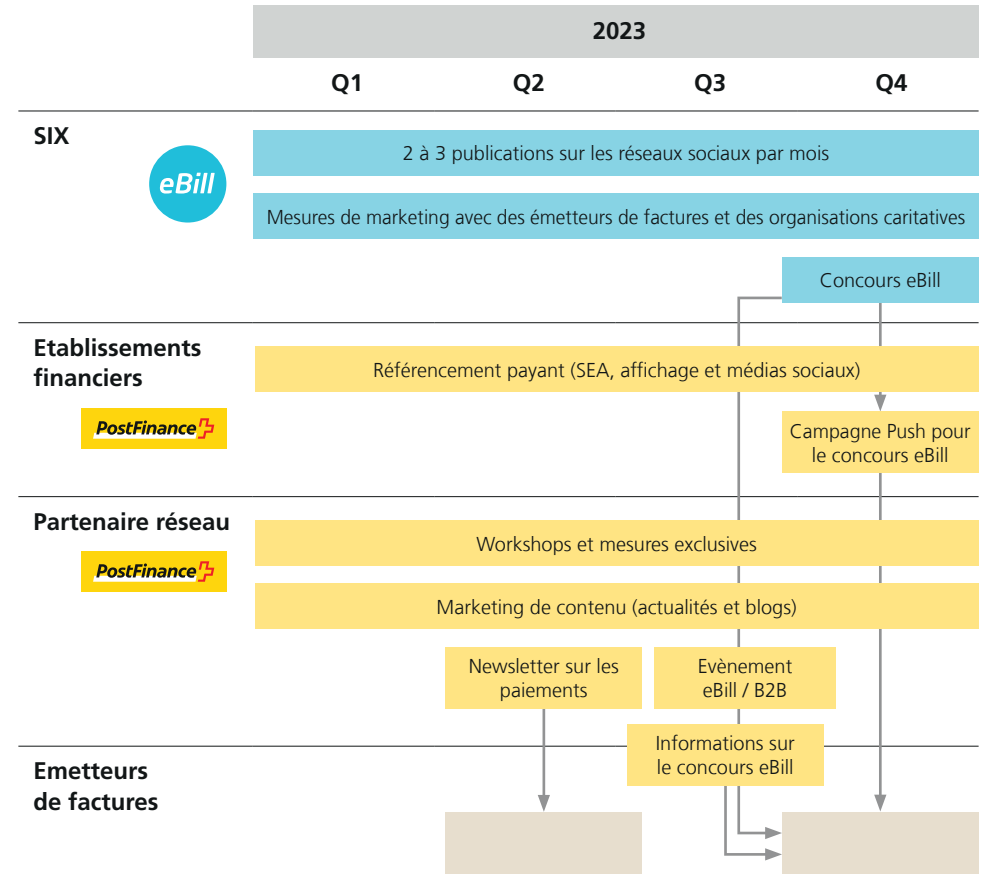 2023
Q1
Q2
Q3
Q4
SIX
eBill
2 à 3 publications sur les réseaux sociaux par mois
Mesures de marketing avec des émetteurs de factures et des organisations caritatives
Concours eBill
Etablissements
financiers
PostFinance
Référencement payant (SEA, affichage et médias sociaux)
Campagne Push pour
le concours eBill
Partenaire réseau
PostFinance
Workshops et mesures exclusives
Marketing de contenu (actualités et blogs)
Newsletter sur les
paiements
Evènement
eBill / B2B
Informations sur
le concours eBill
Emetteurs
de factures